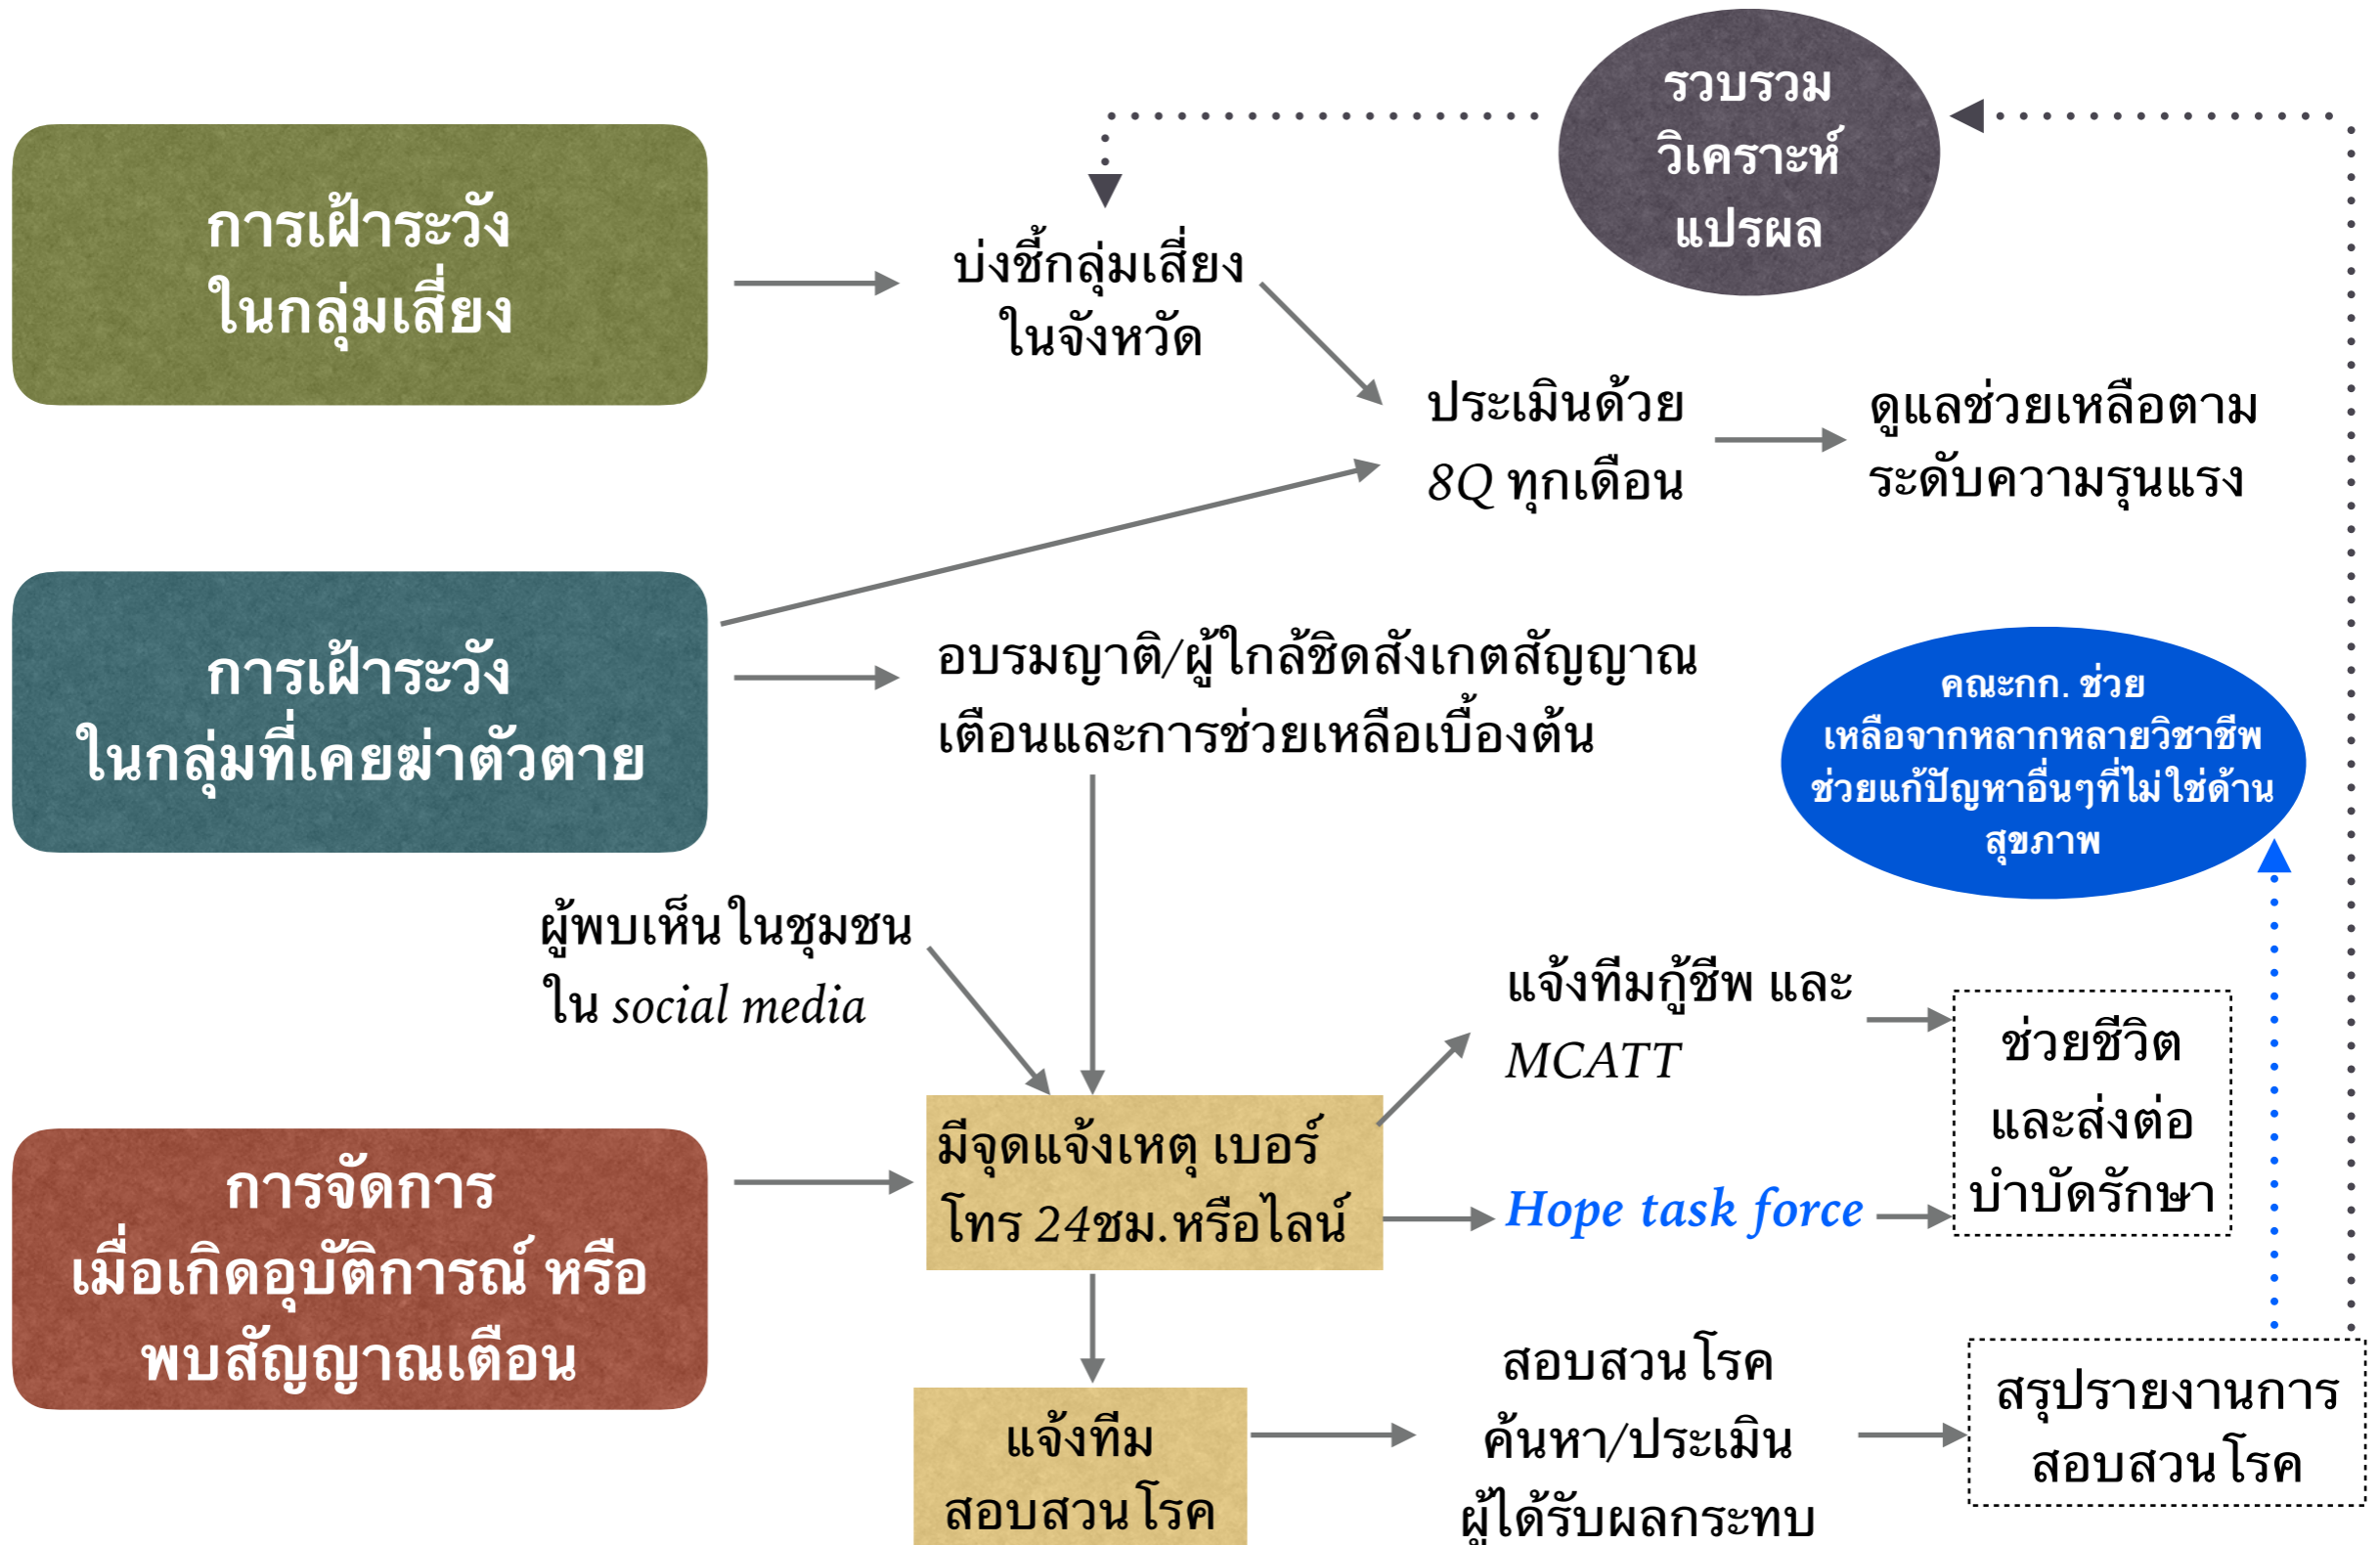 รวบรวม
วิเคราะห์
แปรผล
การเฝ้าระวัง
ในกลุ่มเสี่ยง
บ่งชี้กลุ่มเสี่ยง
ในจังหวัด
ประเมินด้วย
8Q ทุกเดือน
ดูแลช่วยเหลือตาม
ระดับความรุนแรง
การเฝ้าระวัง
ในกลุ่มที่เคยฆ่าตัวตาย
อบรมญาติ/ผู้ใกล้ชิดสังเกตสัญญาณ
เตือนและการช่วยเหลือเบื้องต้น
คณะกก. ช่วย
เหลือจากหลากหลายวิชาชีพ
ช่วยแก้ปัญหาอื่นๆที่ไม่ใช่ด้าน
สุขภาพ
ผู้พบเห็น ในชุมชน
ใน social media
การจัดการ
เมื่อเกิดอุบัติการณ์ หรือ
พบสัญญาณเตือน
มีจุดแจ้งเหตุ เบอร์
โทร 24ชม.หรือไลน์
แจ้งทีมกู้ชีพ และ
MCATT
Hope task force
ช่วยชีวิต
และส่งต่อ
บำบัดรักษา
แจ้งทีม
สอบสวนโรค
สอบสวนโรค
ค้นหา/ประเมิน
ผู้ได้รับผลกระทบ
สรุปรายงานการ
สอบสวนโรค